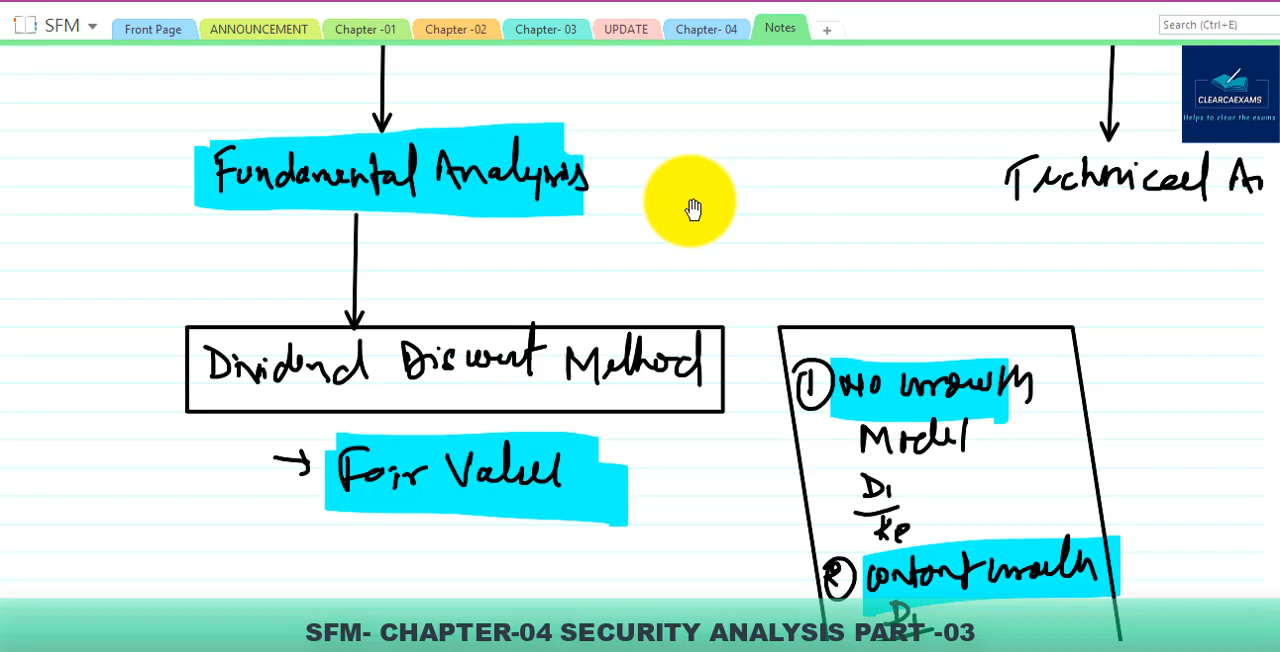 SFM
Front Page
ANNOUNCEMENT
Chapter -01
Chapter -02
Chapter- 03
UPDATE
Chapter- 04
Notes
+
Search (Ctrl+E)
CLEARCAEXAMS
Helps to clear the exams
Fundamental Analysis
Technical An
Dividend Discount Method
→ Fair Value
① No Growth
Model
D1
Ke
② Constant Growth
D1
SFM- CHAPTER-04 SECURITY ANALYSIS PART -03